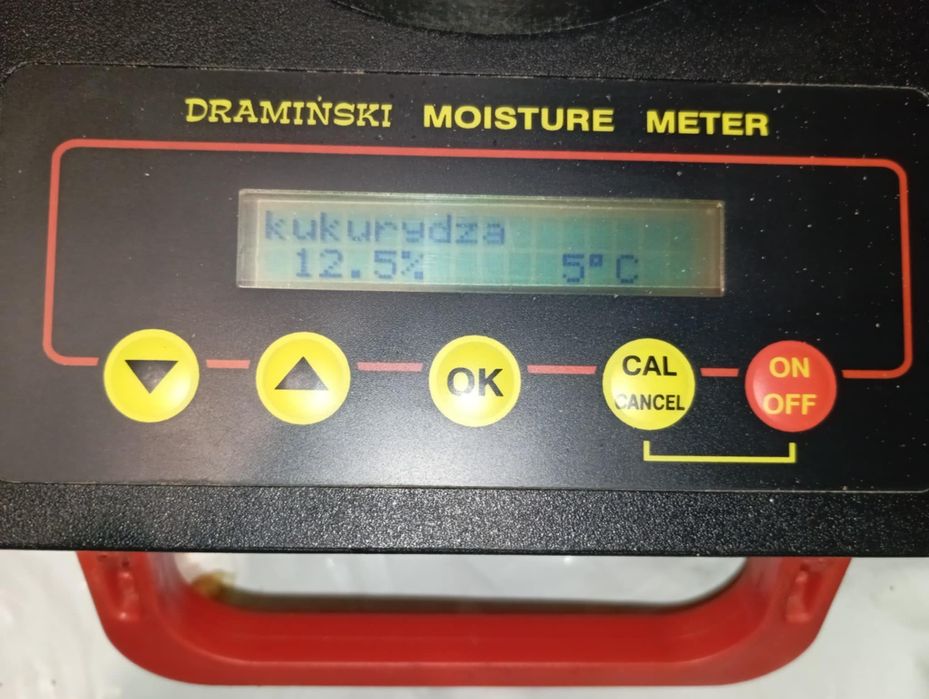 DRAMIŃSKI MOISTURE METER
kukurydza
12.5% 5°C
OK
CAL
CANCEL
ON
OFF